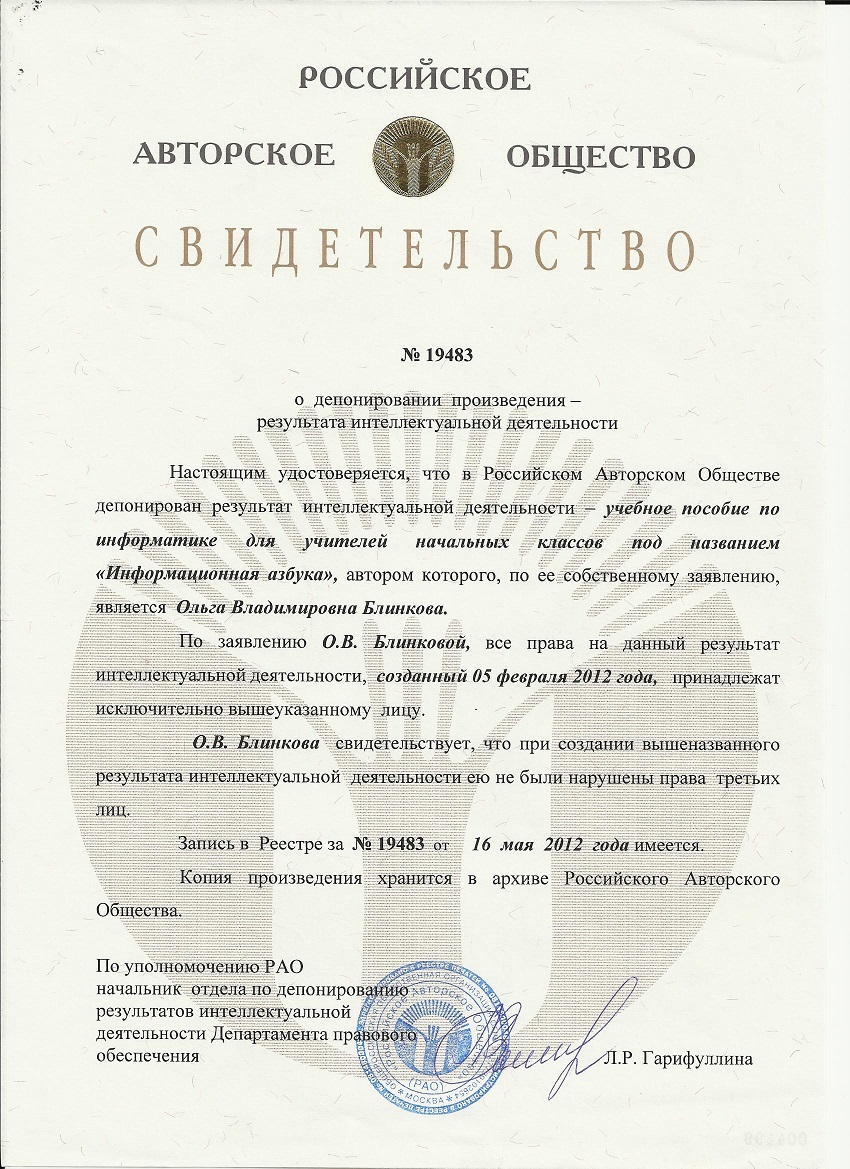 РОССИЙСКОЕ
АВТОРСКОЕ ОБЩЕСТВО
СВИДЕТЕЛЬСТВО
№ 19483
о депонировании произведения –
результата интеллектуальной деятельности
Настоящим удостоверяется, что в Российском Авторском Обществе
депонирован результат интеллектуальной деятельности – учебное пособие по
информатике для учителей начальных классов под названием
«Информационная азбука», автором которого, по ее собственному заявлению,
является Ольга Владимировна Блинкова.
По заявлению О.В. Блинковой, все права на данный результат
интеллектуальной деятельности, созданный 05 февраля 2012 года, принадлежат
исключительно вышеуказанному лицу.
О.В. Блинкова свидетельствует, что при создании вышеназванного
результата интеллектуальной деятельности ею не были нарушены права третьих
лиц.
Запись в Реестре за № 19483 от 16 мая 2012 года имеется.
Копия произведения хранится в архиве Российского Авторского
Общества.
По уполномочению РАО
начальник отдела по депонированию
результатов интеллектуальной
деятельности Департамента правового
обеспечения
Л.Р. Гарифуллина
(РАО)
МОСКВА